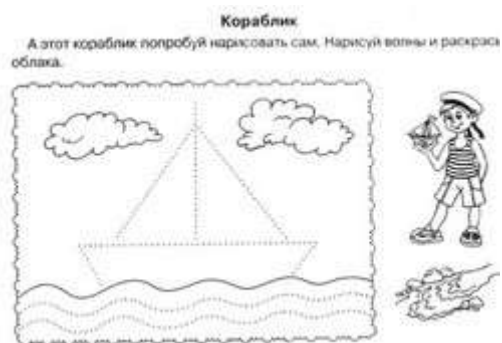 Кораблик
А этот кораблик попробуй нарисовать сам. Нарисуй волны и раскрась
облака.